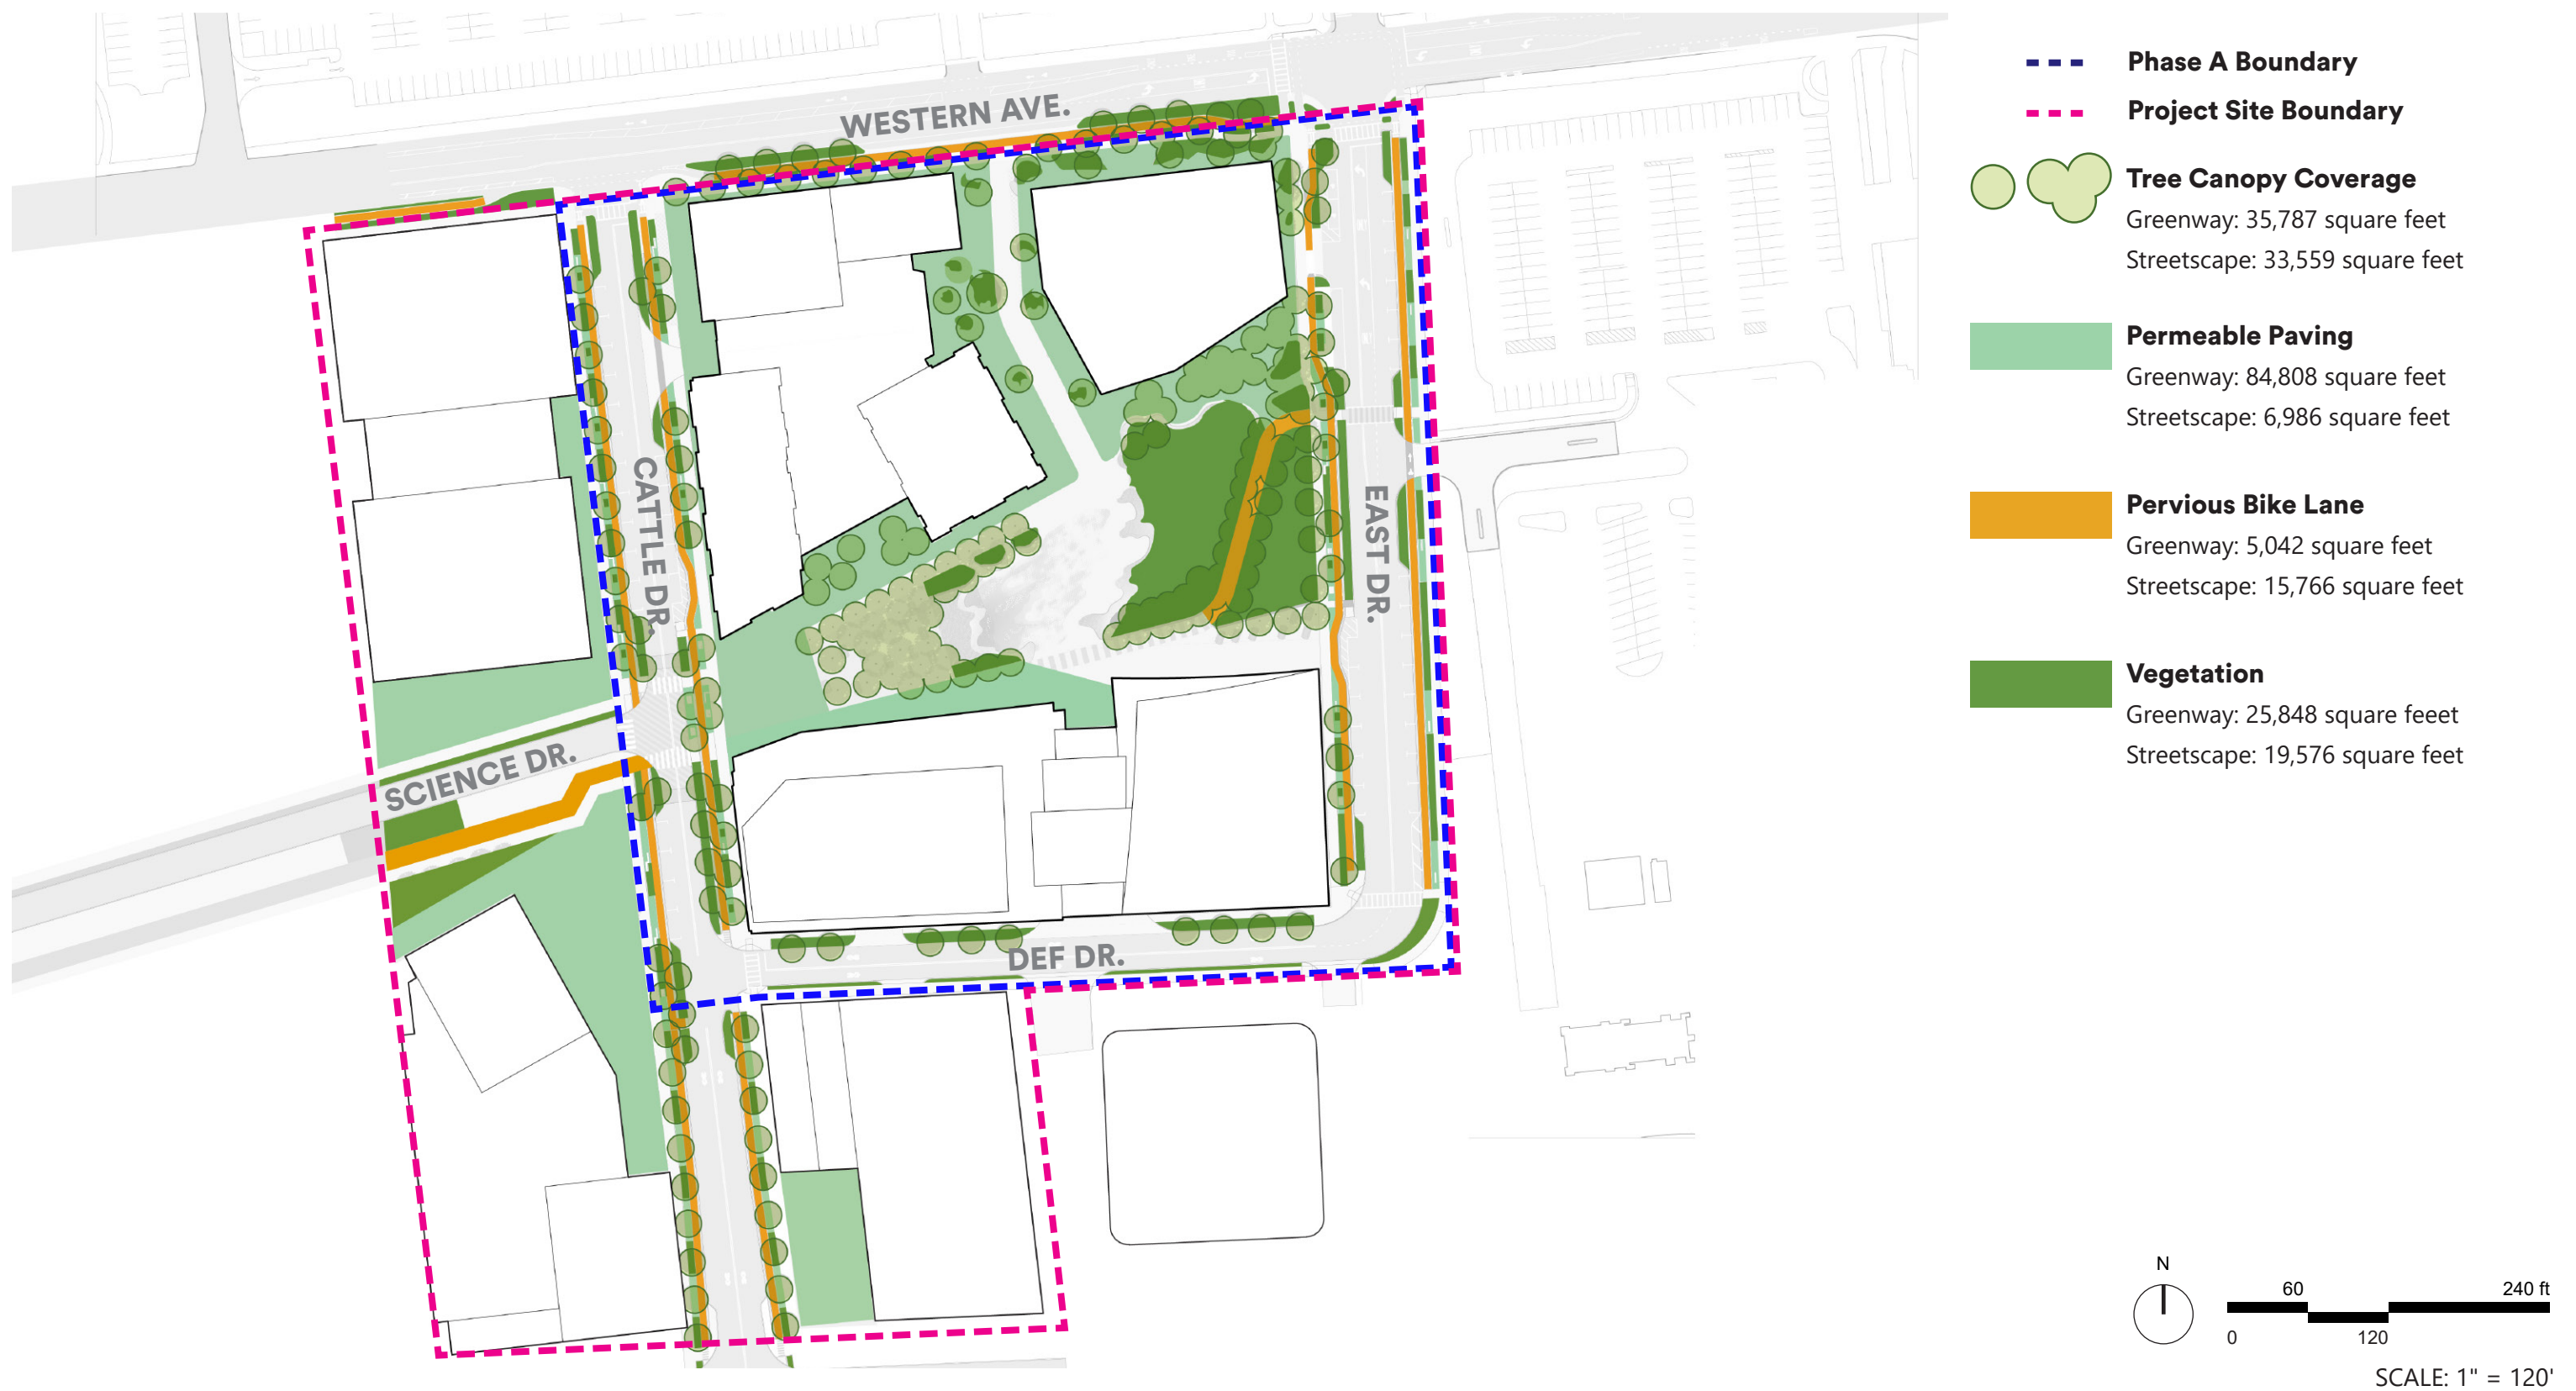 WESTERN AVE.
CATTLE DR.
EAST DR.
SCIENCE DR.
DEF DR.
Phase A Boundary
Project Site Boundary
Tree Canopy Coverage
Greenway: 35,787 square feet
Streetscape: 33,559 square feet
Permeable Paving
Greenway: 84,808 square feet
Streetscape: 6,986 square feet
Pervious Bike Lane
Greenway: 5,042 square feet
Streetscape: 15,766 square feet
Vegetation
Greenway: 25,848 square feeet
Streetscape: 19,576 square feet
N
60
240 ft
0
120
SCALE: 1" = 120'